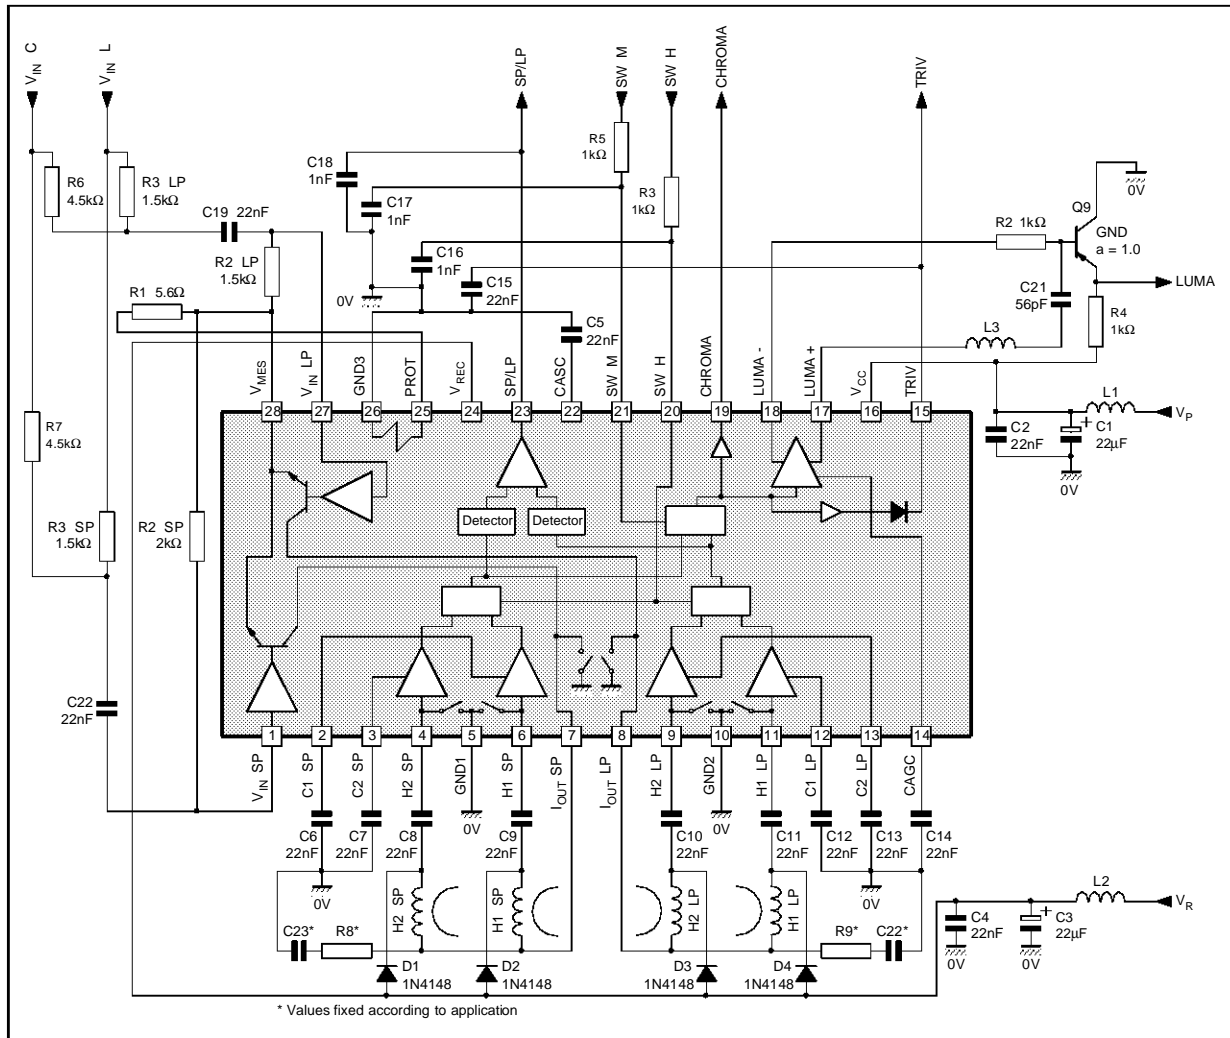 V_IN C
V_IN L
SP/LP
SW M
SW H
CHROMA
TRIV
R6
4.5kΩ
R3 LP
1.5kΩ
C19 22nF
R2 LP
1.5kΩ
R1 5.6Ω
C18
1nF
C17
1nF
R5
1kΩ
R3
1kΩ
C16
1nF
C15
22nF
0V
C5
22nF
R2 1kΩ
Q9
GND
a = 1.0
0V
C21
56pF
LUMA
R4
1kΩ
L3
L1
V_P
C2
22nF
+
C1
22µF
0V
V_MES
V_IN LP
GND3
PROT
V_REC
SP/LP
CASC
SW M
SW H
CHROMA
LUMA -
LUMA +
V_CC
TRIV
28
27
26
25
24
23
22
21
20
19
18
17
16
15
R7
4.5kΩ
R3 SP
1.5kΩ
R2 SP
2kΩ
Detector
Detector
C22
22nF
1
2
3
4
5
6
7
8
9
10
11
12
13
14
V_IN SP
C1 SP
C2 SP
H2 SP
GND1
H1 SP
I_OUT SP
I_OUT LP
H2 LP
GND2
H1 LP
C1 LP
C2 LP
CAGC
0V
0V
C6
22nF
C7
22nF
C8
22nF
C9
22nF
C10
22nF
C11
22nF
C12
22nF
C13
22nF
C14
22nF
0V
0V
H2 SP
H1 SP
H2 LP
H1 LP
C23*
R8*
R9*
C22*
D1
1N4148
D2
1N4148
D3
1N4148
D4
1N4148
L2
V_R
C4
22nF
+
C3
22µF
0V
0V
* Values fixed according to application